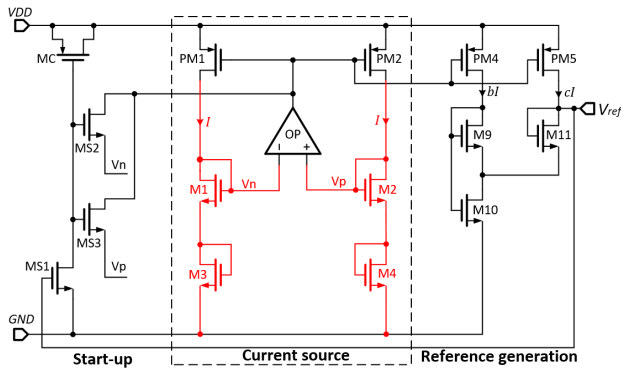 VDD
MC
PM1
PM2
PM4
PM5
bI
cI
Vref
I
I
OP
MS2
Vn
M9
M11
M1
Vn
Vp
M2
M10
MS3
Vp
MS1
M3
M4
GND
Start-up
Current source
Reference generation